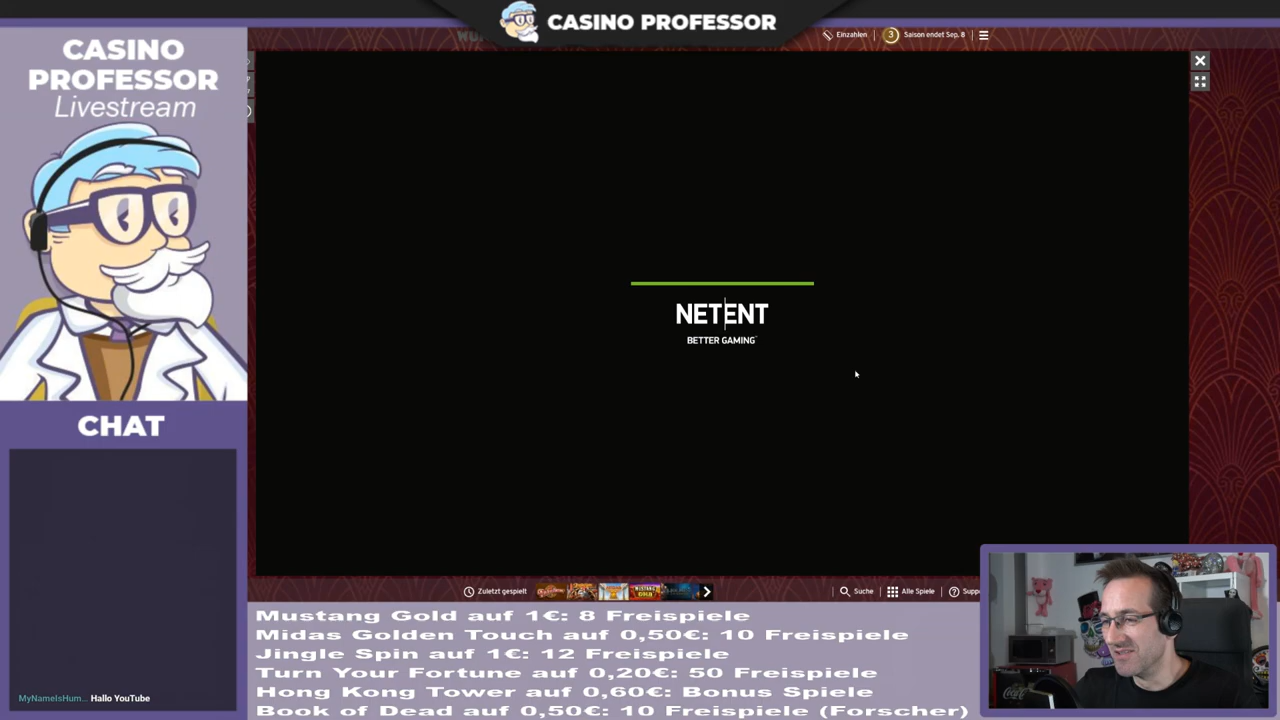 CASINO PROFESSOR
CASINO
PROFESSOR
Livestream
Einzahlen
3
Saison endet Sep. 8
NETENT
BETTER GAMING
CHAT
MyNameIsHum... Hallo YouTube
Zuletzt gespielt
Suche
Alle Spiele
Mustang Gold auf 1€: 8 Freispiele
Midas Golden Touch auf 0,50€: 10 Freispiele
Jingle Spin auf 1€: 12 Freispiele
Turn Your Fortune auf 0,20€: 50 Freispiele
Hong Kong Tower auf 0,60€: Bonus Spiele
Book of Dead auf 0,50€: 10 Freispiele (Forscher)